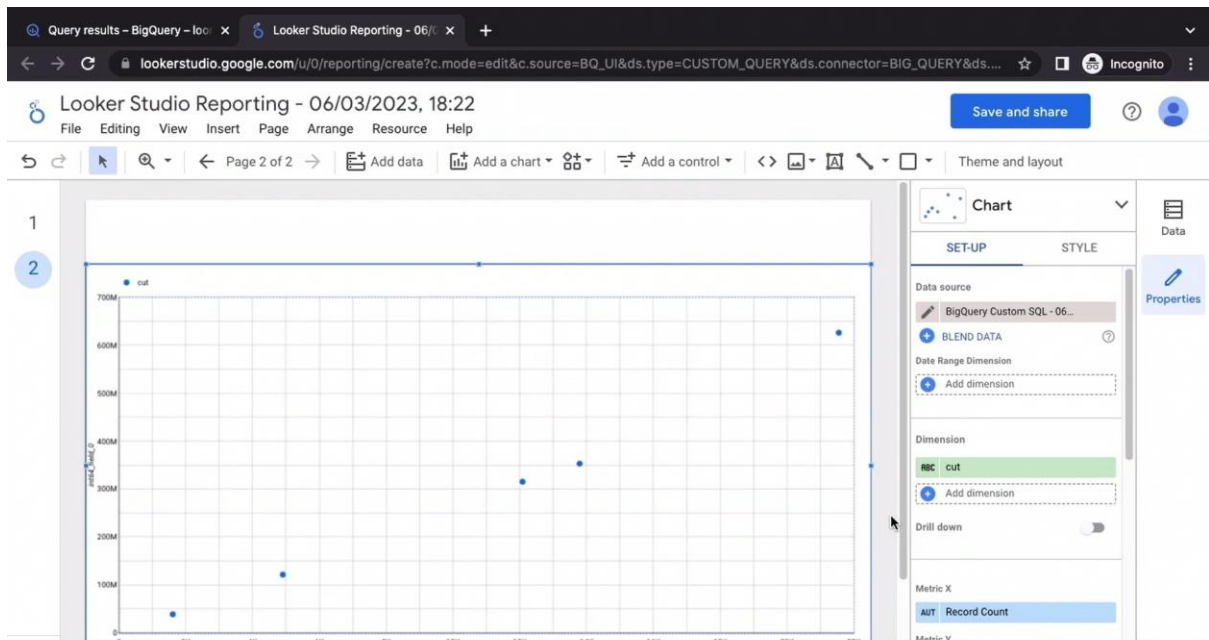 Query results – BigQuery – loo
Looker Studio Reporting - 06/0
Incognito
lookerstudio.google.com/u/0/reporting/create?c.mode=edit&c.source=BQ_UI&ds.type=CUSTOM_QUERY&ds.connector=BIG_QUERY&ds....
Looker Studio Reporting - 06/03/2023, 18:22
Save and share
File Editing View Insert Page Arrange Resource Help
Page 2 of 2
Add data
Add a chart
Add a control
Theme and layout
1
2
cut
700M
600M
500M
400M
300M
200M
100M
0
int64_field_0
Chart
SET-UP STYLE
Data source
BigQuery Custom SQL - 06...
BLEND DATA
Date Range Dimension
Add dimension
Dimension
ABC cut
Add dimension
Drill down
Metric X
AUT Record Count
Metric Y
Data
Properties